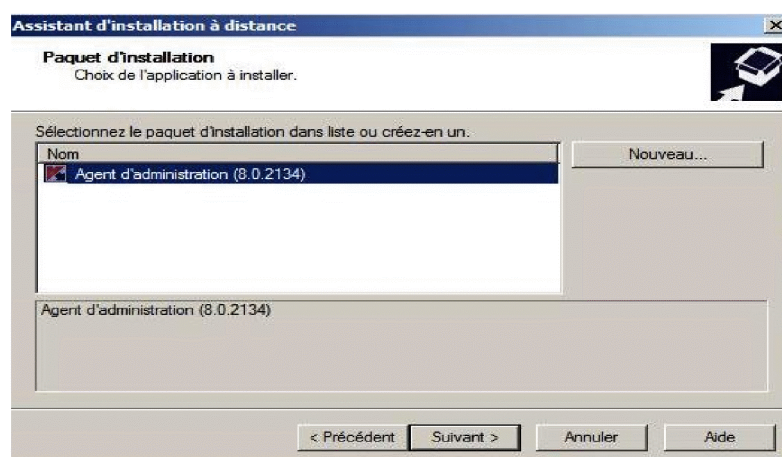 Assistant d'installation à distance
Paquet d'installation
Choix de l'application à installer.
Sélectionnez le paquet d'installation dans liste ou créez-en un.
Nom
Nouveau...
Agent d'administration (8.0.2134)
Agent d'administration (8.0.2134)
< Précédent
Suivant >
Annuler
Aide